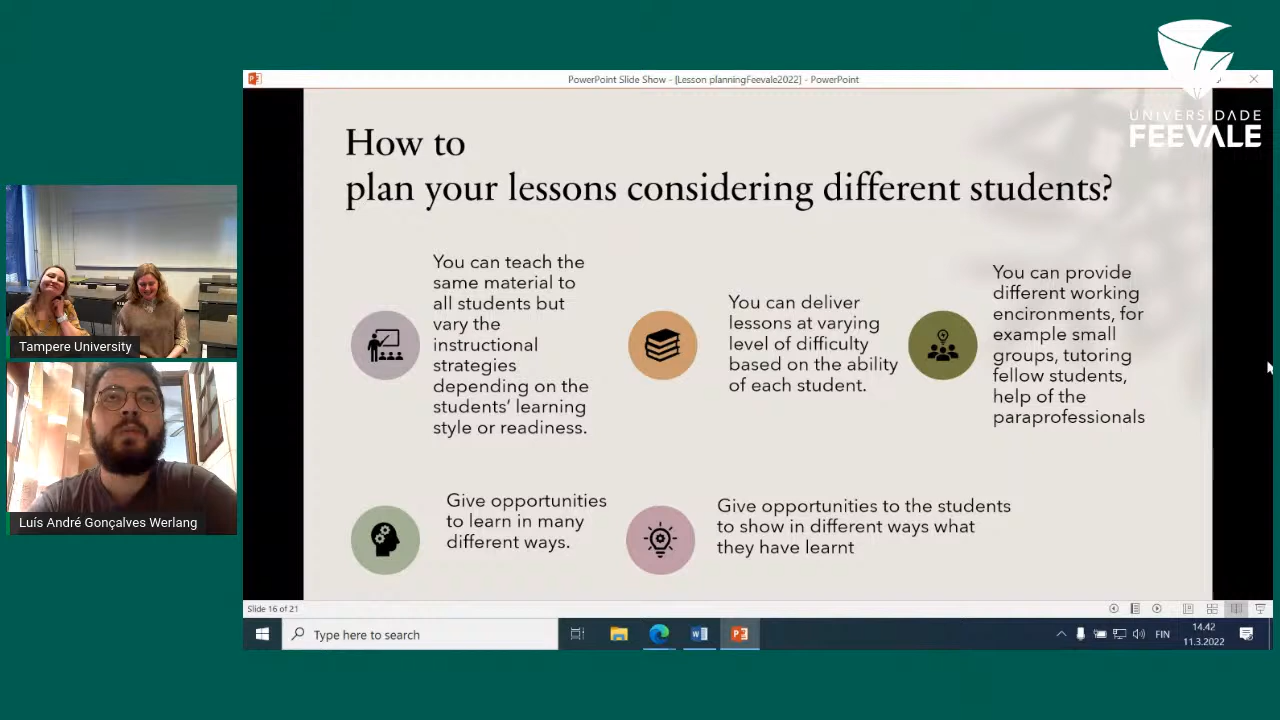 UNIVERSIDADE
FEEVALE
PowerPoint Slide Show - [Lesson planningFeevale2022] - PowerPoint
How to
plan your lessons considering different students?
You can teach the
same material to
all students but
vary the
instructional
strategies
depending on the
students’ learning
style or readiness.
You can deliver
lessons at varying
level of difficulty
based on the ability
of each student.
You can provide
different working
encironments, for
example small
groups, tutoring
fellow students,
help of the
paraprofessionals
Give opportunities
to learn in many
different ways.
Give opportunities to the students
to show in different ways what
they have learnt
Tampere University
Luís André Gonçalves Werlang
Slide 16 of 21
Type here to search
FIN
14.42
11.3.2022